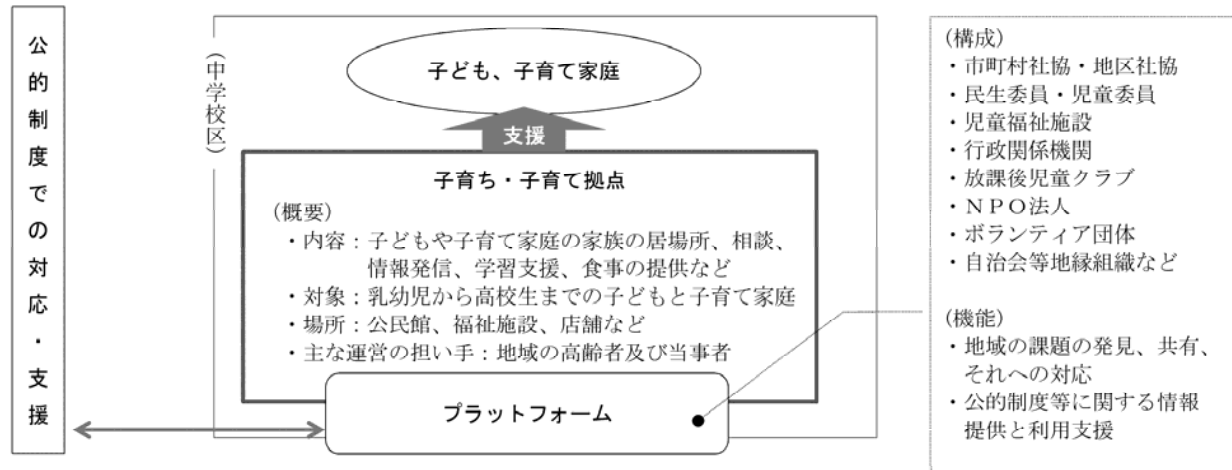 公的制度での対応・支援
（中学校区）
子ども、子育て家庭
支援
子育ち・子育て拠点
（概要）
・内容：子どもや子育て家庭の家族の居場所、相談、
情報発信、学習支援、食事の提供など
・対象：乳幼児から高校生までの子どもと子育て家庭
・場所：公民館、福祉施設、店舗など
・主な運営の担い手：地域の高齢者及び当事者
プラットフォーム
（構成）
・市町村社協・地区社協
・民生委員・児童委員
・児童福祉施設
・行政関係機関
・放課後児童クラブ
・ＮＰＯ法人
・ボランティア団体
・自治会等地縁組織など
（機能）
・地域の課題の発見、共有、
それへの対応
・公的制度等に関する情報
提供と利用支援